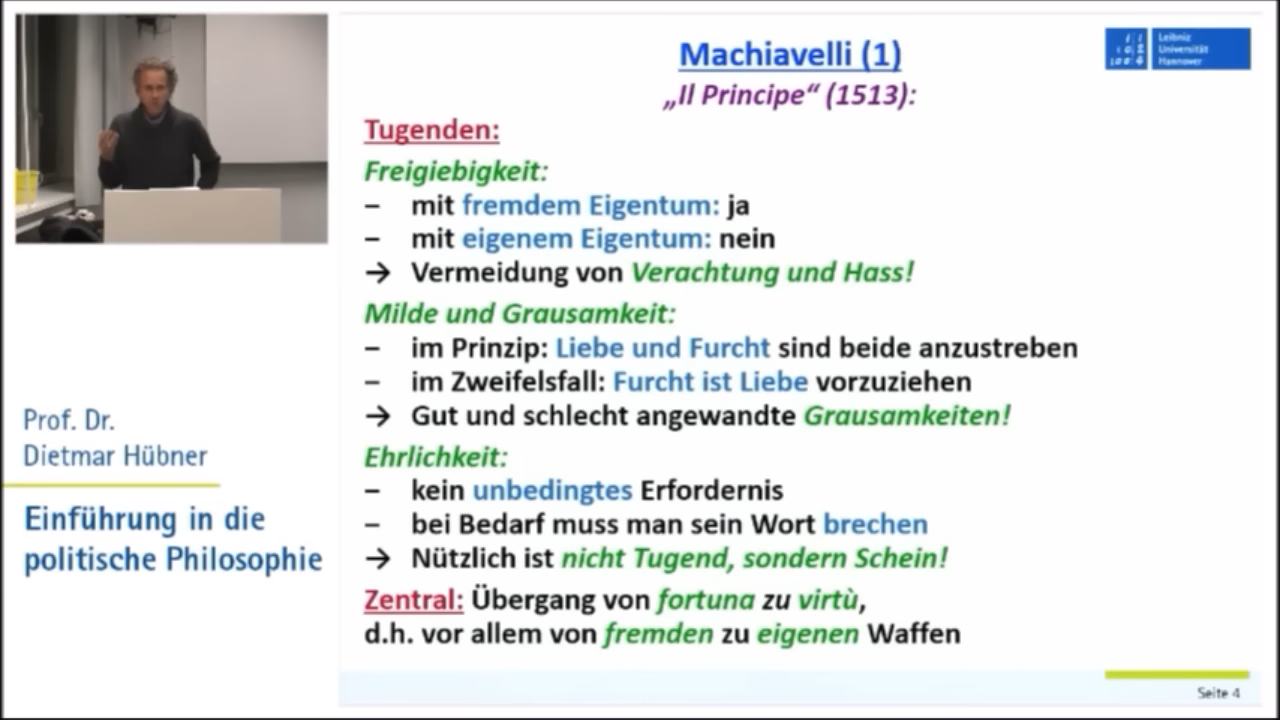 Machiavelli (1)
„Il Principe“ (1513):
Leibniz
Universität
Hannover
Tugenden:
Freigiebigkeit:
– mit fremdem Eigentum: ja
– mit eigenem Eigentum: nein
→ Vermeidung von Verachtung und Hass!
Milde und Grausamkeit:
– im Prinzip: Liebe und Furcht sind beide anzustreben
– im Zweifelsfall: Furcht ist Liebe vorzuziehen
→ Gut und schlecht angewandte Grausamkeiten!
Ehrlichkeit:
– kein unbedingtes Erfordernis
– bei Bedarf muss man sein Wort brechen
→ Nützlich ist nicht Tugend, sondern Schein!
Zentral: Übergang von fortuna zu virtù,
d.h. vor allem von fremden zu eigenen Waffen
Prof. Dr.
Dietmar Hübner
Einführung in die
politische Philosophie
Seite 4